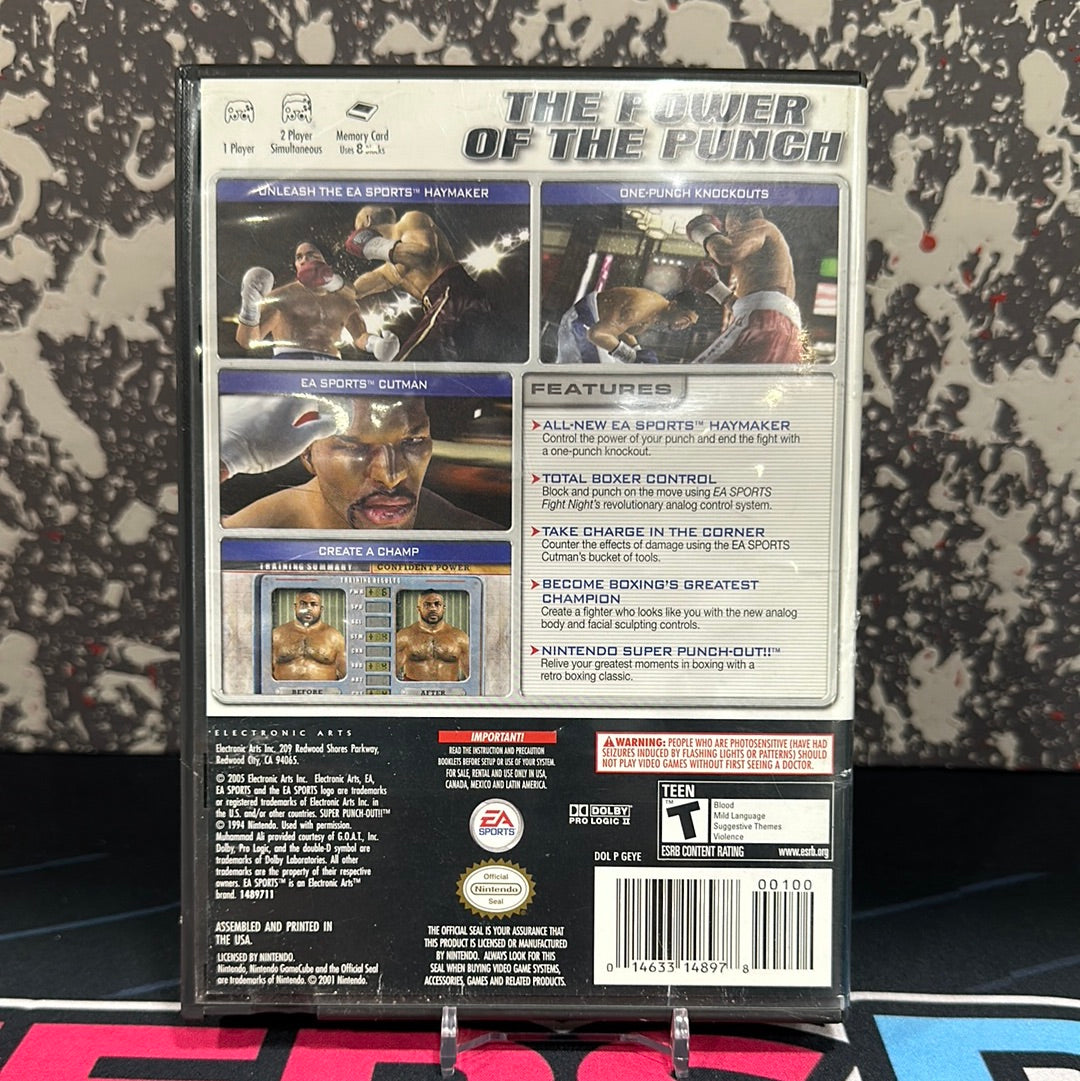 THE POWER
OF THE PUNCH
1 Player
2 Player
Simultaneous
Memory Card
Uses 8
UNLEASH THE EA SPORTS™ HAYMAKER
ONE-PUNCH KNOCKOUTS
EA SPORTS™ CUTMAN
CREATE A CHAMP
TRAINING SUMMARY
CONFIDENT POWER
TRAINING RESULTS
BEFORE
AFTER
FEATURES
ALL-NEW EA SPORTS™ HAYMAKER
Control the power of your punch and end the fight with
a one-punch knockout.
TOTAL BOXER CONTROL
Block and punch on the move using EA SPORTS
Fight Night's revolutionary analog control system.
TAKE CHARGE IN THE CORNER
Counter the effects of damage using the EA SPORTS
Cutman's bucket of tools.
BECOME BOXING'S GREATEST
CHAMPION
Create a fighter who looks like you with the new analog
body and facial sculpting controls.
NINTENDO SUPER PUNCH-OUT!!™
Relive your greatest moments in boxing with a
retro boxing classic.
ELECTRONIC ARTS
Electronic Arts Inc, 209 Redwood Shores Parkway,
Redwood City, CA 94065.
© 2005 Electronic Arts Inc. Electronic Arts, EA,
EA SPORTS and the EA SPORTS logo are trademarks
or registered trademarks of Electronic Arts Inc. in
the U.S. and/or other countries. SUPER PUNCH-OUT!!™
© 1994 Nintendo. Used with permission.
Muhammad Ali provided courtesy of G.O.A.T., Inc.
Dolby, Pro Logic, and the double-D symbol are
trademarks of Dolby Laboratories. All other
trademarks are the property of their respective
owners. EA SPORTS™ is an Electronic Arts™
brand. 1489711
ASSEMBLED AND PRINTED IN
THE USA.
LICENSED BY NINTENDO.
Nintendo, Nintendo GameCube and the Official Seal
are trademarks of Nintendo. © 2001 Nintendo.
IMPORTANT!
READ THE INSTRUCTION AND PRECAUTION
BOOKLETS BEFORE SETUP OR USE OF YOUR SYSTEM.
FOR SALE, RENTAL AND USE ONLY IN USA,
CANADA, MEXICO AND LATIN AMERICA.
EA
SPORTS
Official
Nintendo
Seal
THE OFFICIAL SEAL IS YOUR ASSURANCE THAT
THIS PRODUCT IS LICENSED OR MANUFACTURED
BY NINTENDO. ALWAYS LOOK FOR THIS
SEAL WHEN BUYING VIDEO GAME SYSTEMS,
ACCESSORIES, GAMES AND RELATED PRODUCTS.
WARNING: PEOPLE WHO ARE PHOTOSENSITIVE (HAVE HAD
SEIZURES INDUCED BY FLASHING LIGHTS OR PATTERNS) SHOULD
NOT PLAY VIDEO GAMES WITHOUT FIRST SEEING A DOCTOR.
DOLBY
PRO LOGIC II
DOL P GEYE
TEEN
T™
Blood
Mild Language
Suggestive Themes
Violence
ESRB CONTENT RATING www.esrb.org
00100
0 14633 14897 8